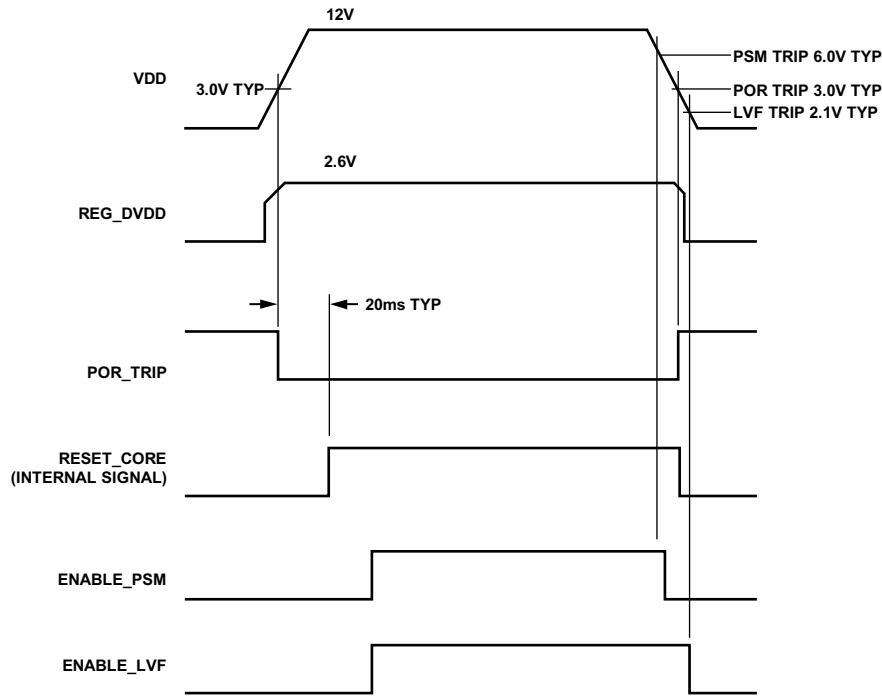 12V
PSM TRIP 6.0V TYP
VDD
3.0V TYP
POR TRIP 3.0V TYP
LVF TRIP 2.1V TYP
2.6V
REG_DVDD
20ms TYP
POR_TRIP
RESET_CORE
(INTERNAL SIGNAL)
ENABLE_PSM
ENABLE_LVF